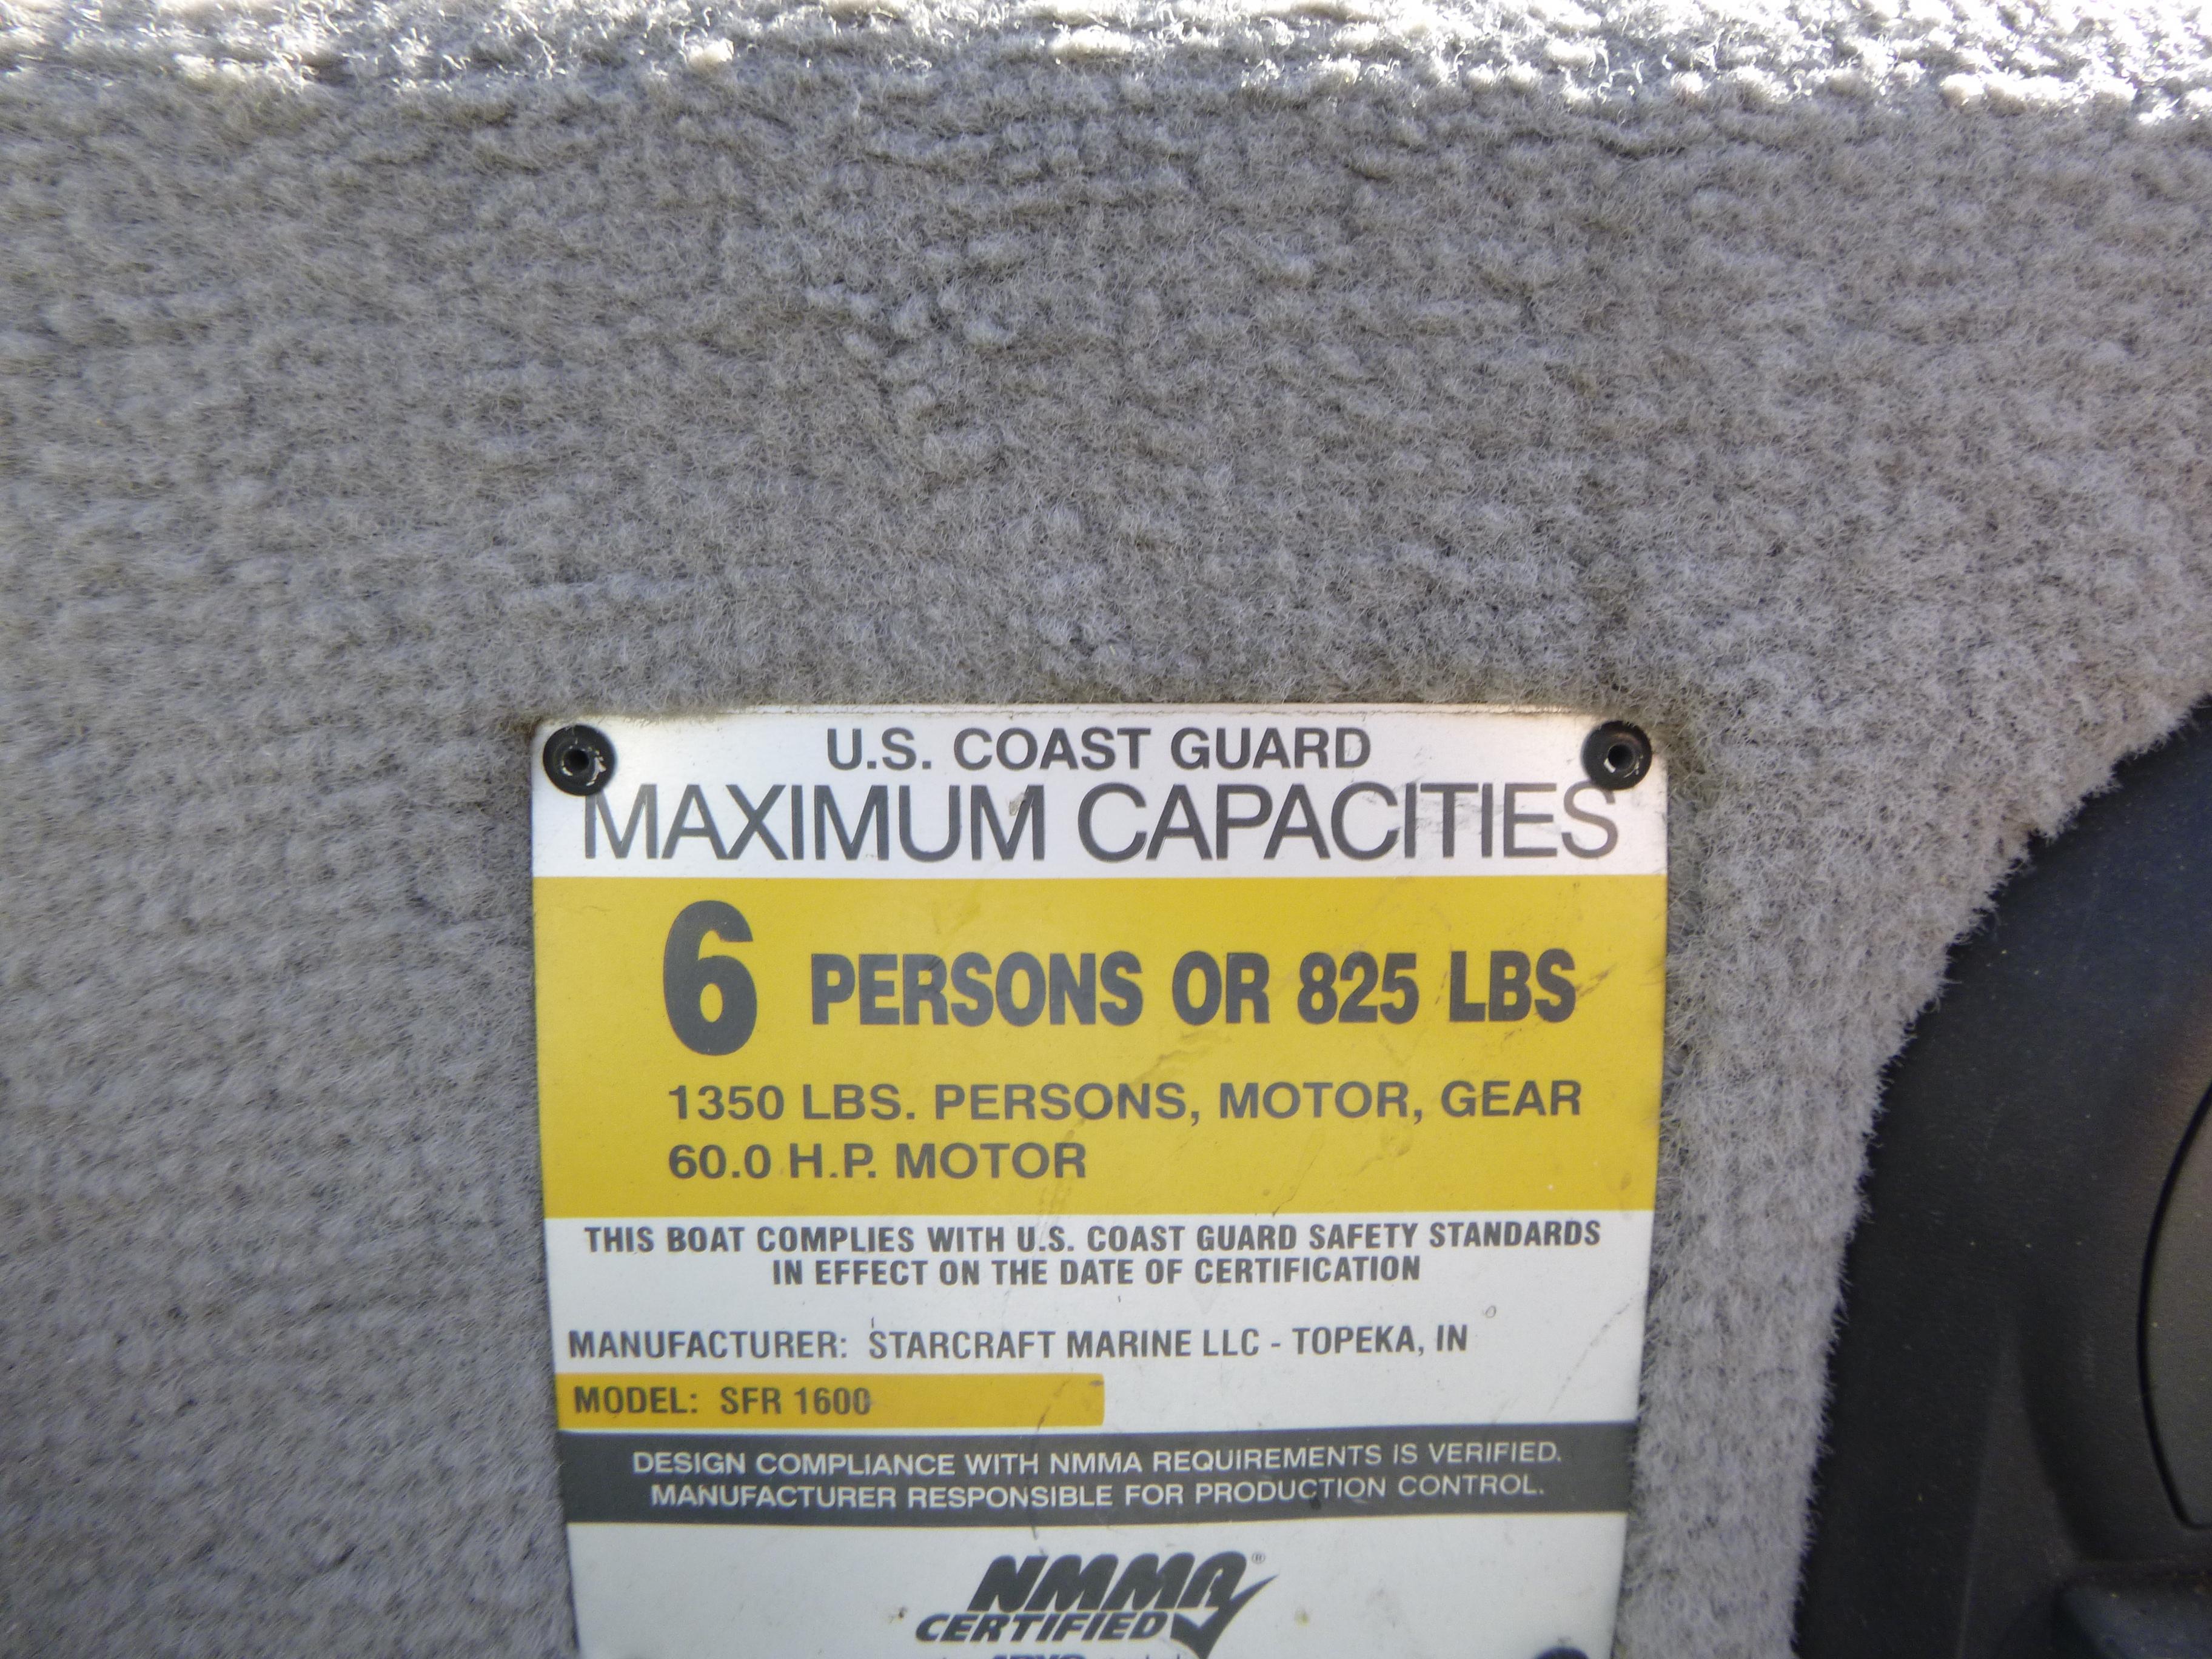 U.S. COAST GUARD
MAXIMUM CAPACITIES
6 PERSONS OR 825 LBS
1350 LBS. PERSONS, MOTOR, GEAR
60.0 H.P. MOTOR
THIS BOAT COMPLIES WITH U.S. COAST GUARD SAFETY STANDARDS
IN EFFECT ON THE DATE OF CERTIFICATION
MANUFACTURER: STARCRAFT MARINE LLC - TOPEKA, IN
MODEL: SFR 1600
DESIGN COMPLIANCE WITH NMMA REQUIREMENTS IS VERIFIED.
MANUFACTURER RESPONSIBLE FOR PRODUCTION CONTROL.
NMMA®
CERTIFIED